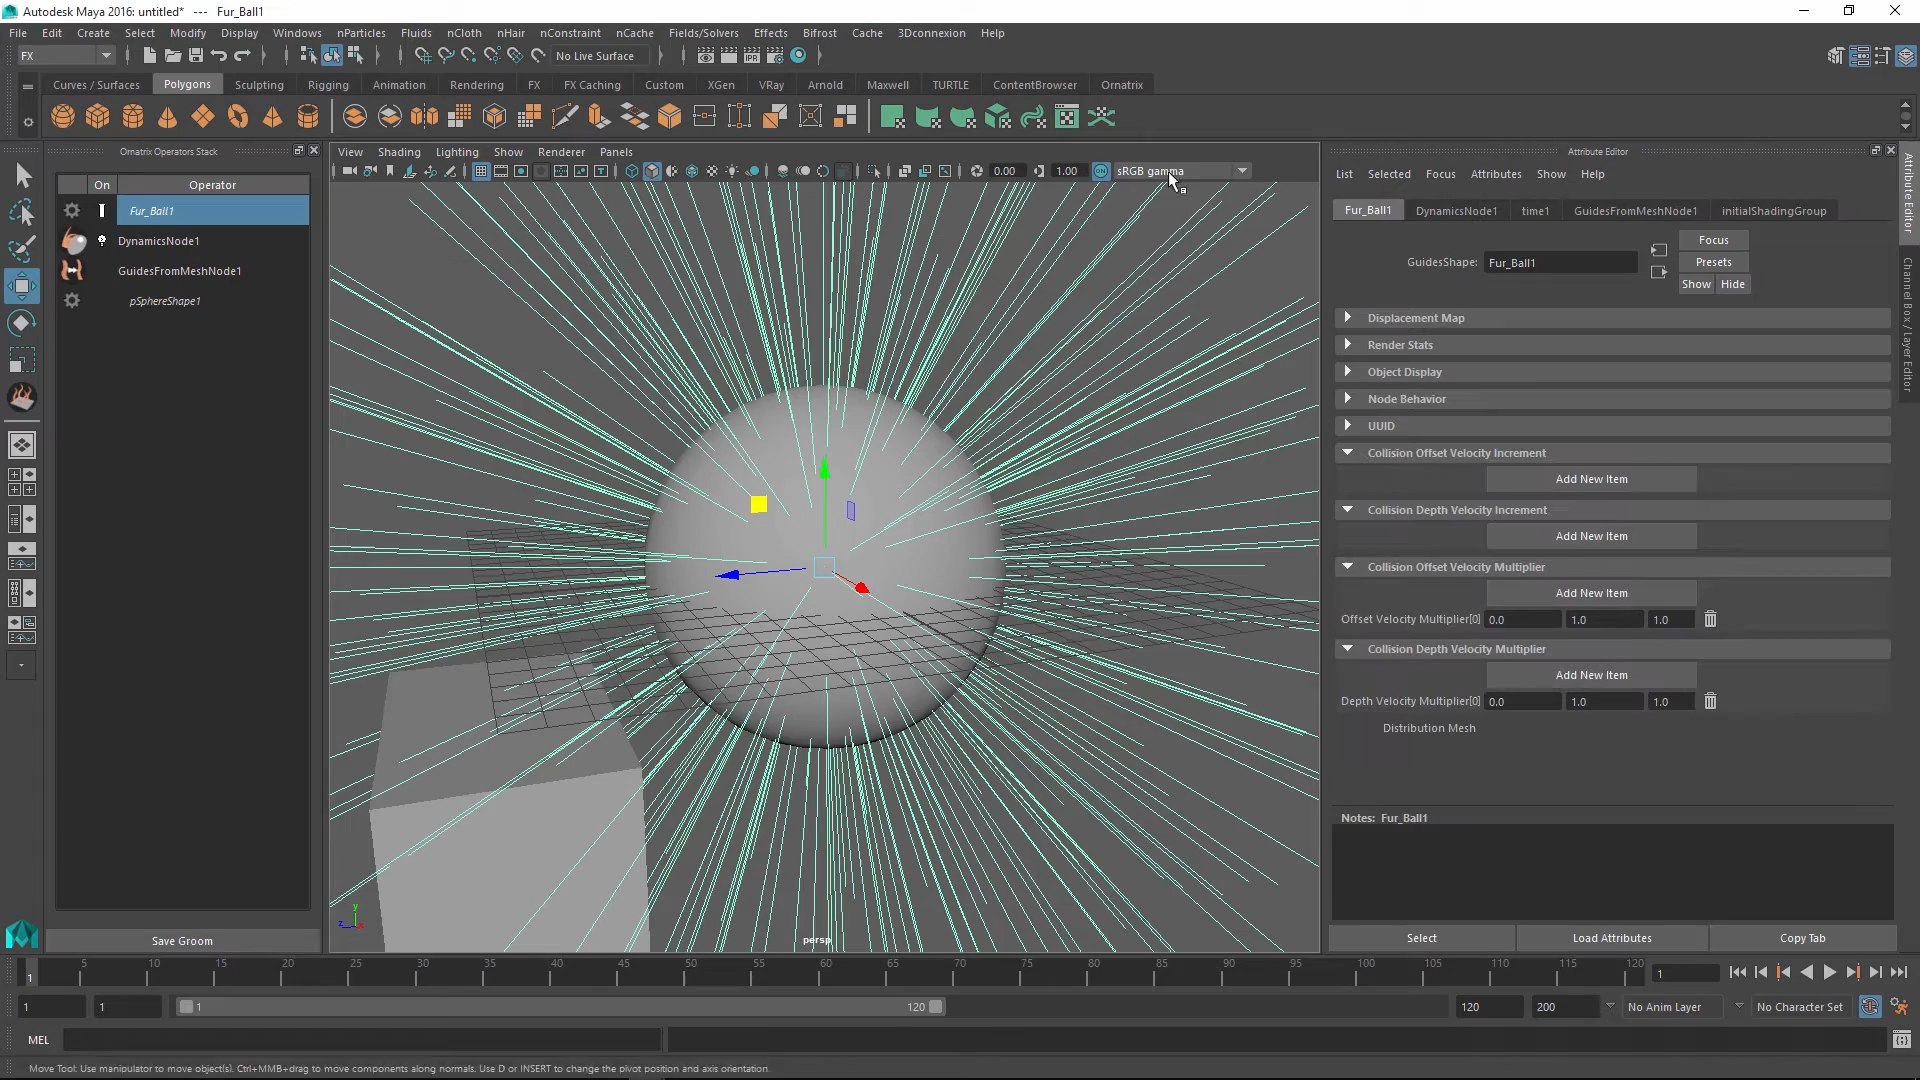 Autodesk Maya 2016: untitled* --- Fur_Ball1
File Edit Create Select Modify Display Windows nParticles Fluids nCloth nHair nConstraint nCache Fields/Solvers Effects Bifrost Cache 3Dconnexion Help
FX No Live Surface
Curves / Surfaces Polygons Sculpting Rigging Animation Rendering FX FX Caching Custom XGen VRay Arnold Maxwell TURTLE ContentBrowser Ornatrix
Ornatrix Operators Stack
On Operator
Fur_Ball1
DynamicsNode1
GuidesFromMeshNode1
pSphereShape1
Save Groom
View Shading Lighting Show Renderer Panels
0.00 1.00 ON sRGB gamma
persp
y
z
Attribute Editor
List Selected Focus Attributes Show Help
Fur_Ball1 DynamicsNode1 time1 GuidesFromMeshNode1 initialShadingGroup
Focus
GuidesShape: Fur_Ball1 Presets
Show Hide
Displacement Map
Render Stats
Object Display
Node Behavior
UUID
Collision Offset Velocity Increment
Add New Item
Collision Depth Velocity Increment
Add New Item
Collision Offset Velocity Multiplier
Add New Item
Offset Velocity Multiplier[0] 0.0 1.0 1.0
Collision Depth Velocity Multiplier
Add New Item
Depth Velocity Multiplier[0] 0.0 1.0 1.0
Distribution Mesh
Notes: Fur_Ball1
Select Load Attributes Copy Tab
Attribute Editor
Channel Box / Layer Editor
1 5 10 15 20 25 30 35 40 45 50 55 60 65 70 75 80 85 90 95 100 105 110 115 120 1
1 1 1 120 120 200 No Anim Layer No Character Set
MEL
Move Tool: Use manipulator to move object(s). Ctrl+MMB+drag to move components along normals. Use D or INSERT to change the pivot position and axis orientation.